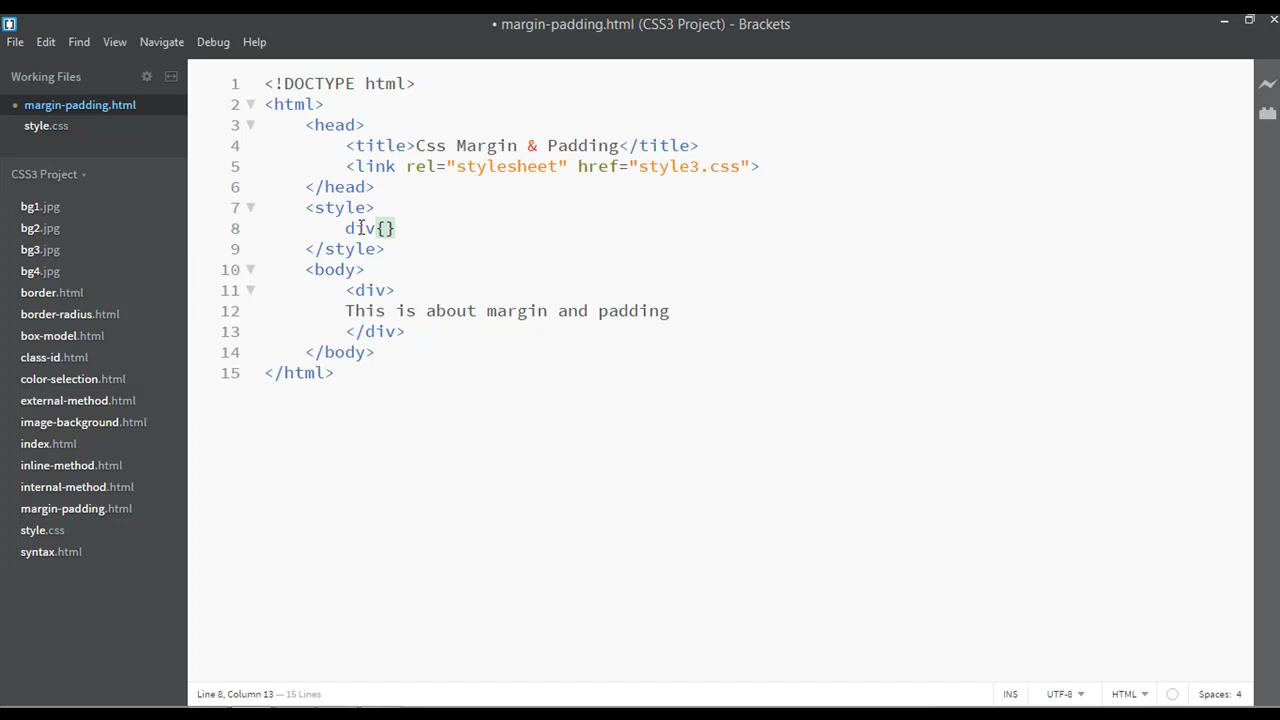 • margin-padding.html (CSS3 Project) - Brackets
File Edit Find View Navigate Debug Help
Working Files
• margin-padding.html
style.css
CSS3 Project
bg1.jpg
bg2.jpg
bg3.jpg
bg4.jpg
border.html
border-radius.html
box-model.html
class-id.html
color-selection.html
external-method.html
image-background.html
index.html
inline-method.html
internal-method.html
margin-padding.html
style.css
syntax.html
1 <!DOCTYPE html>
2 <html>
3 <head>
4 <title>Css Margin & Padding</title>
5 <link rel="stylesheet" href="style3.css">
6 </head>
7 <style>
8 div{}
9 </style>
10 <body>
11 <div>
12 This is about margin and padding
13 </div>
14 </body>
15 </html>
Line 8, Column 13 — 15 Lines
INS UTF-8 HTML Spaces: 4